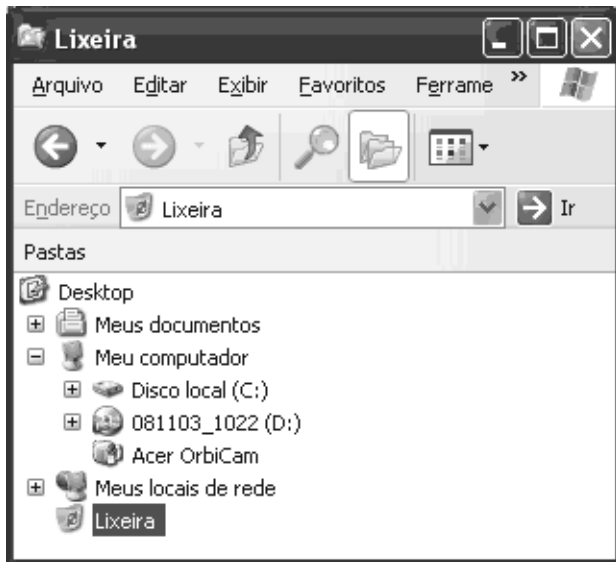 Lixeira
Arquivo Editar Exibir Favoritos Ferrame »
Endereço Lixeira Ir
Pastas
Desktop
Meus documentos
Meu computador
Disco local (C:)
081103_1022 (D:)
Acer OrbiCam
Meus locais de rede
Lixeira